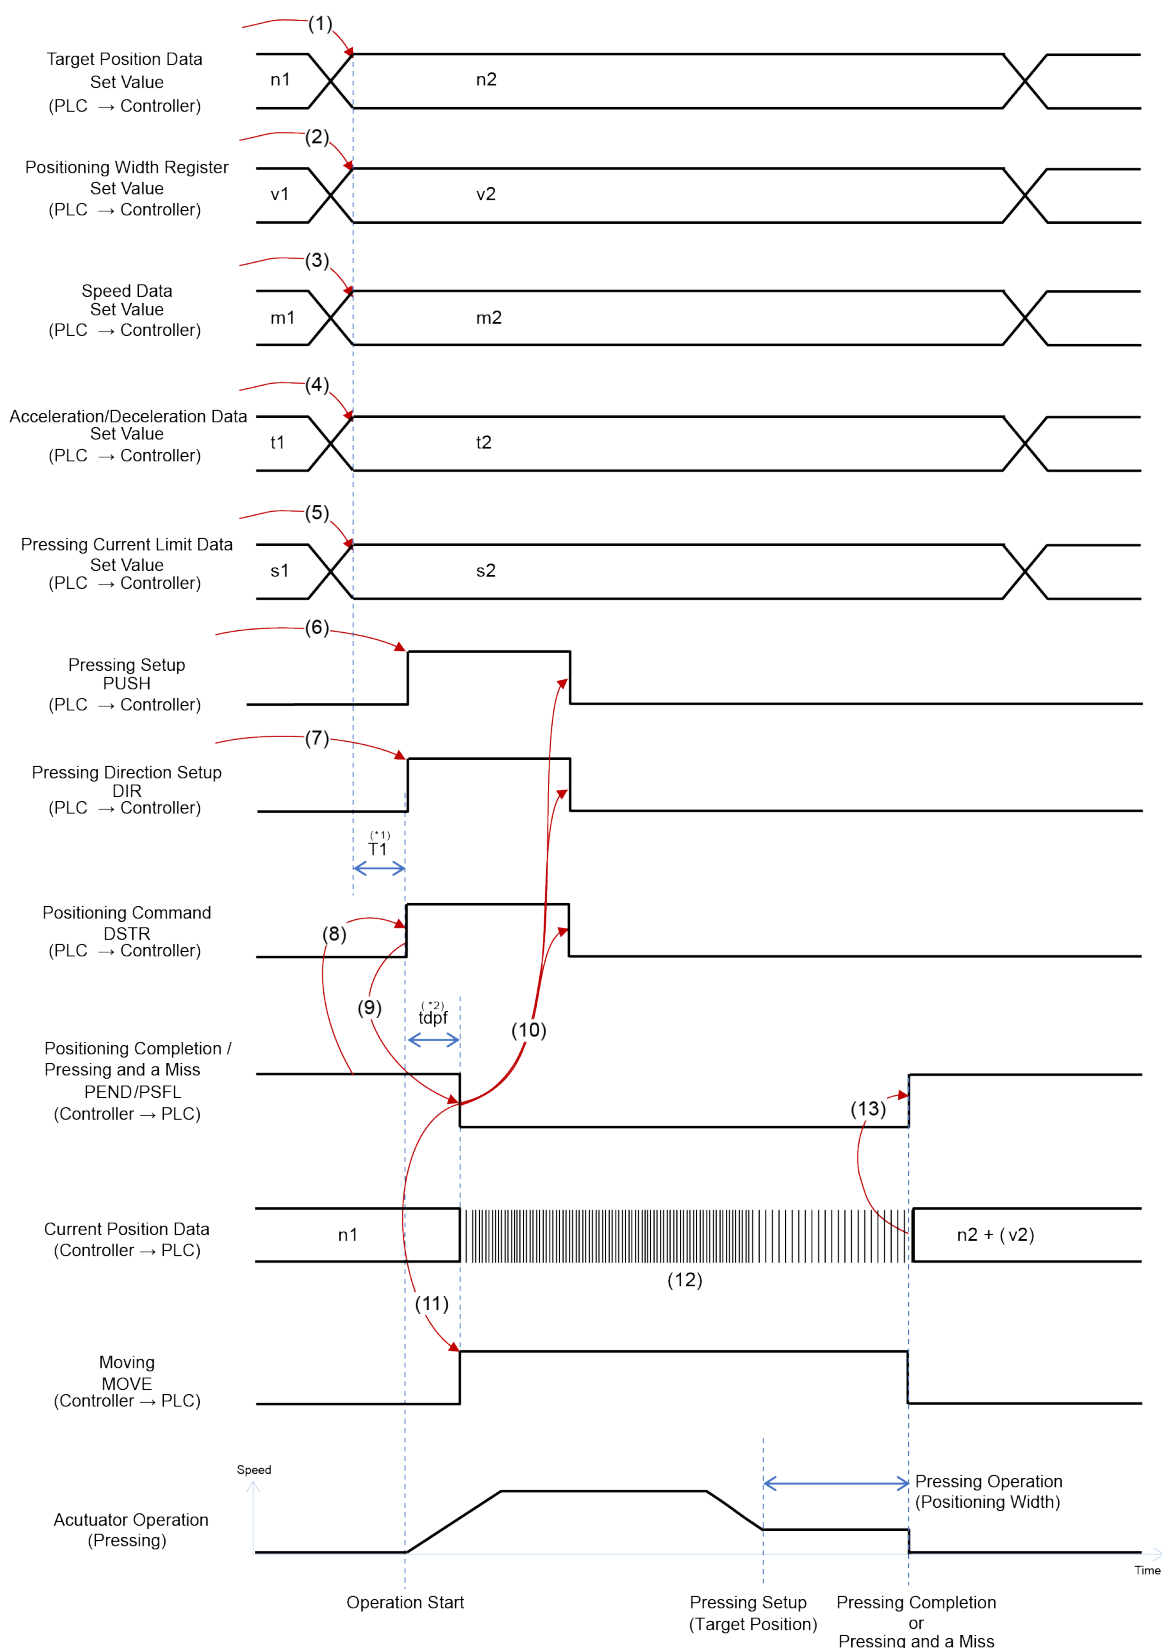 (1)
Target Position Data
Set Value
(PLC → Controller)
n1
n2
(2)
Positioning Width Register
Set Value
(PLC → Controller)
v1
v2
(3)
Speed Data
Set Value
(PLC → Controller)
m1
m2
(4)
Acceleration/Deceleration Data
Set Value
(PLC → Controller)
t1
t2
(5)
Pressing Current Limit Data
Set Value
(PLC → Controller)
s1
s2
(6)
Pressing Setup
PUSH
(PLC → Controller)
(7)
Pressing Direction Setup
DIR
(PLC → Controller)
(*1)
T1
Positioning Command
DSTR
(PLC → Controller)
(8)
(9)
(*2)
tdpf
(10)
Positioning Completion /
Pressing and a Miss
PEND/PSFL
(Controller → PLC)
(13)
Current Position Data
(Controller → PLC)
n1
n2 + (v2)
(12)
(11)
Moving
MOVE
(Controller → PLC)
Speed
Pressing Operation
(Positioning Width)
Acutuator Operation
(Pressing)
Time
Operation Start
Pressing Setup
(Target Position)
Pressing Completion
or
Pressing and a Miss